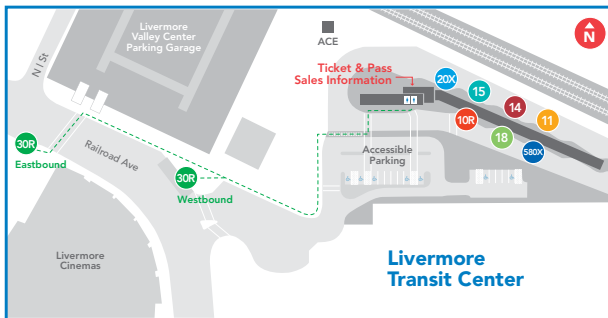 Livermore
Valley Center
Parking Garage
ACE
N
N I St
Ticket & Pass
Sales Information
20X
15
14
11
10R
18
580X
30R
Eastbound
Railroad Ave
30R
Westbound
Accessible
Parking
Livermore
Cinemas
Livermore
Transit Center